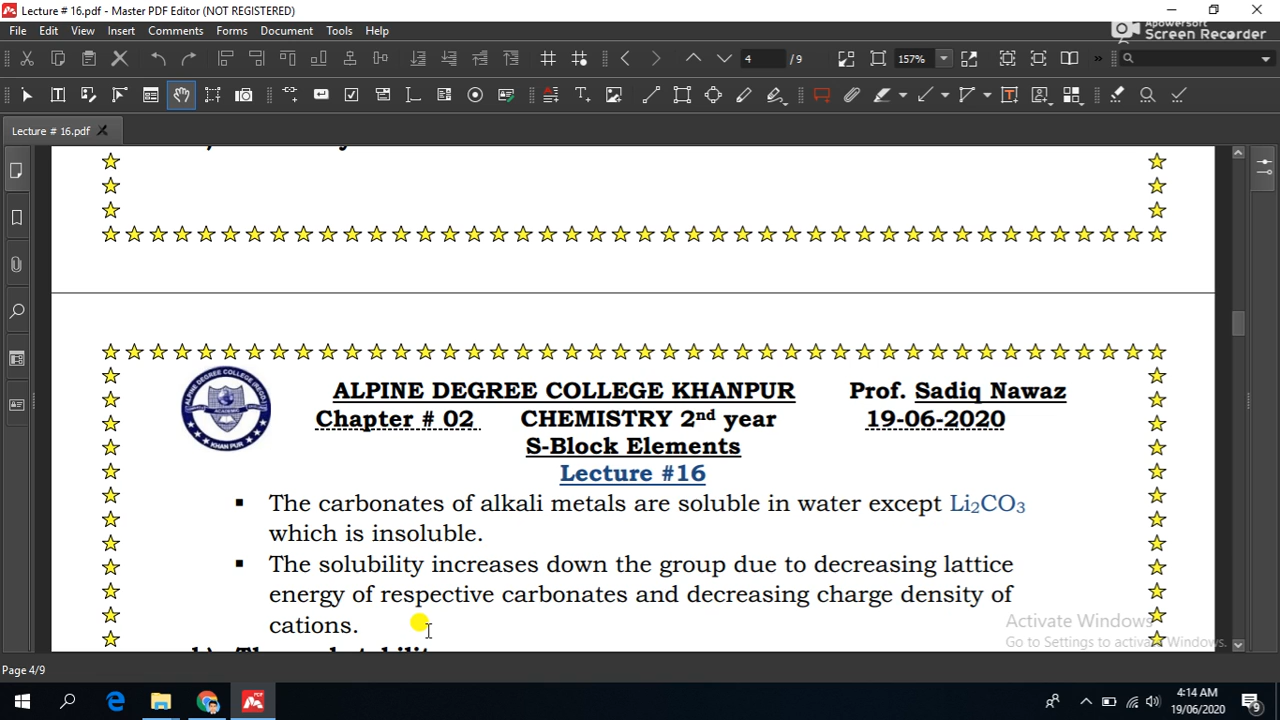 Lecture # 16.pdf - Master PDF Editor (NOT REGISTERED)
File Edit View Insert Comments Forms Document Tools Help
Apowersoft
Screen Recorder
4 / 9
157%
Lecture # 16.pdf
ALPINE DEGREE COLLEGE KHANPUR Prof. Sadiq Nawaz
Chapter # 02 CHEMISTRY 2nd year 19-06-2020
S-Block Elements
Lecture #16
▪ The carbonates of alkali metals are soluble in water except Li₂CO₃
which is insoluble.
▪ The solubility increases down the group due to decreasing lattice
energy of respective carbonates and decreasing charge density of
cations.
Activate Windows
Go to Settings to activate Windows.
Page 4/9
4:14 AM
19/06/2020
9